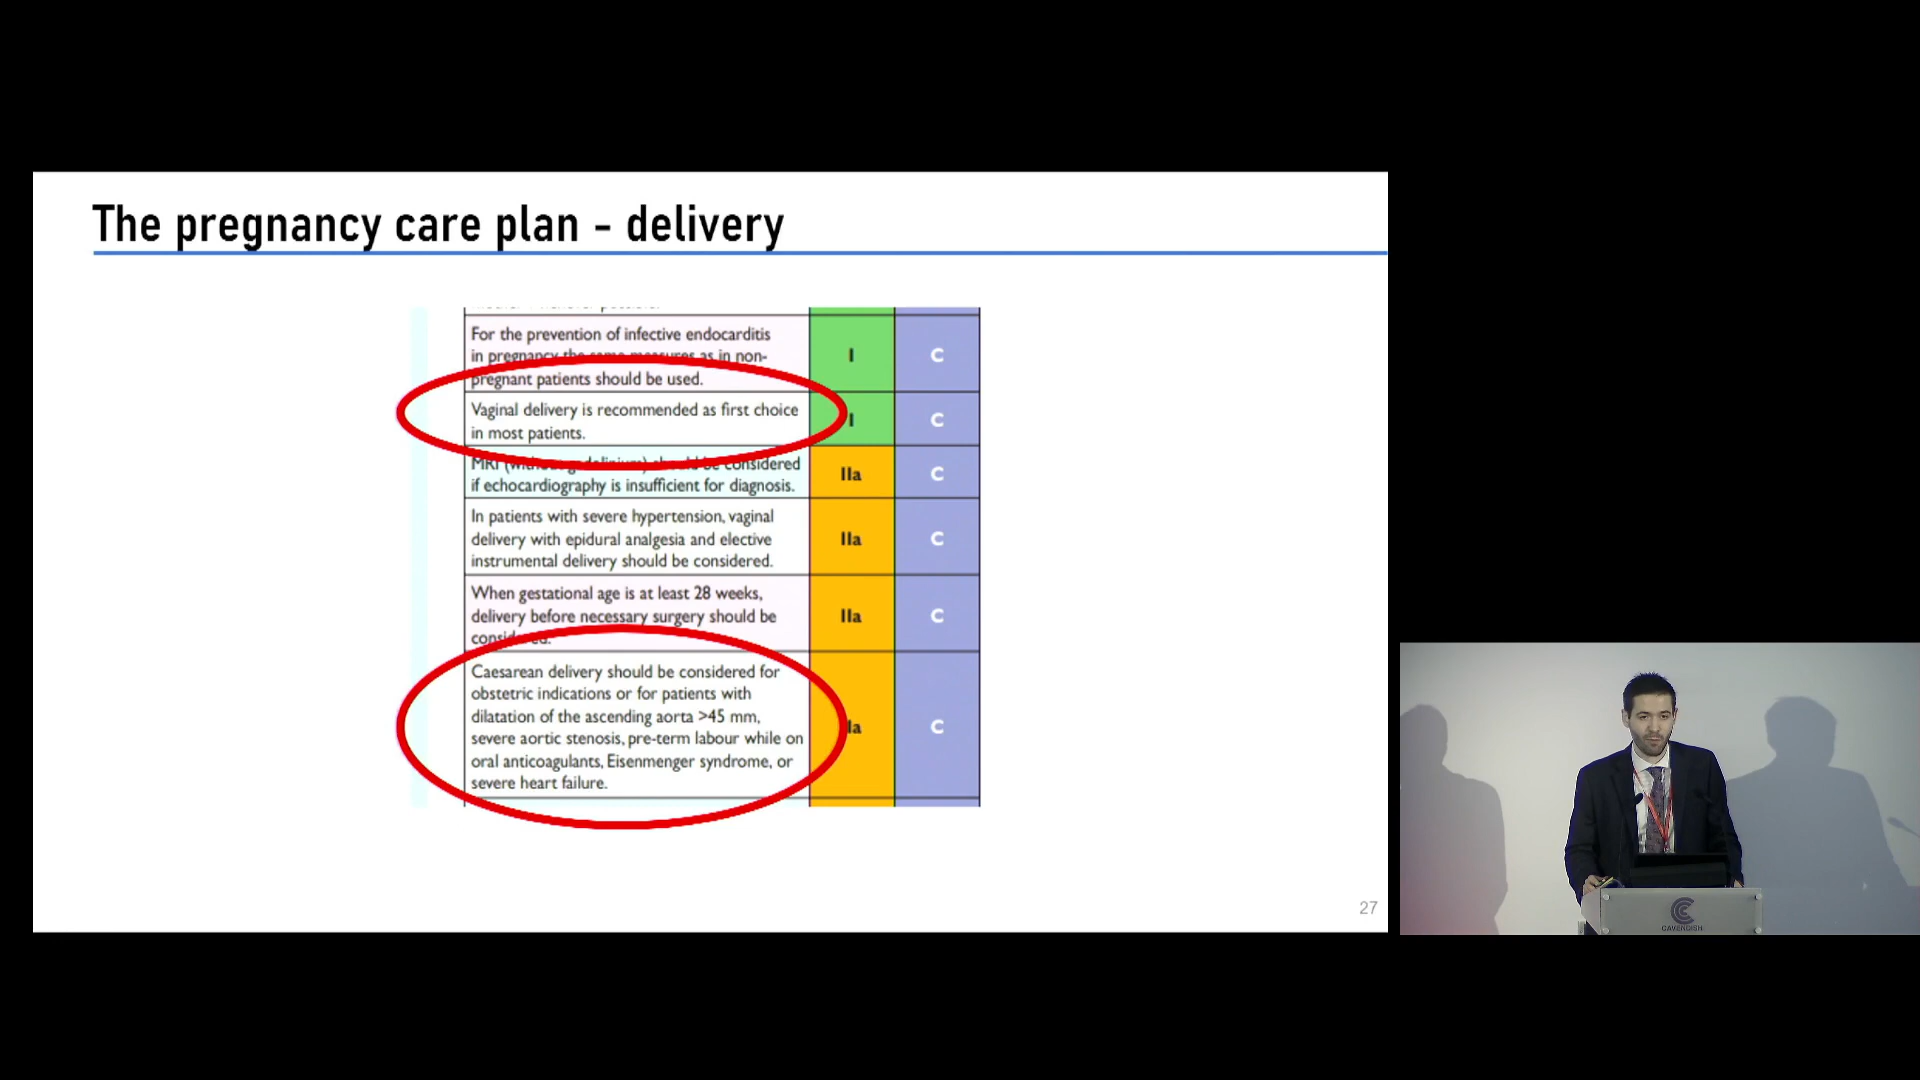 The pregnancy care plan - delivery
For the prevention of infective endocarditis
in pregnancy the same measures as in non-
pregnant patients should be used.
I
C
Vaginal delivery is recommended as first choice
in most patients.
I
C
MRI (without gadolinium) should be considered
if echocardiography is insufficient for diagnosis.
IIa
C
In patients with severe hypertension, vaginal
delivery with epidural analgesia and elective
instrumental delivery should be considered.
IIa
C
When gestational age is at least 28 weeks,
delivery before necessary surgery should be
considered.
IIa
C
Caesarean delivery should be considered for
obstetric indications or for patients with
dilatation of the ascending aorta >45 mm,
severe aortic stenosis, pre-term labour while on
oral anticoagulants, Eisenmenger syndrome, or
severe heart failure.
IIa
C
27
CAVENDISH